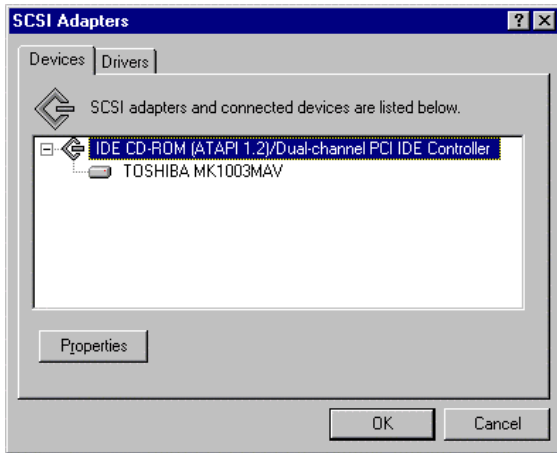 SCSI Adapters
Devices
Drivers
SCSI adapters and connected devices are listed below.
IDE CD-ROM (ATAPI 1.2)/Dual-channel PCI IDE Controller
TOSHIBA MK1003MAV
Properties
OK
Cancel